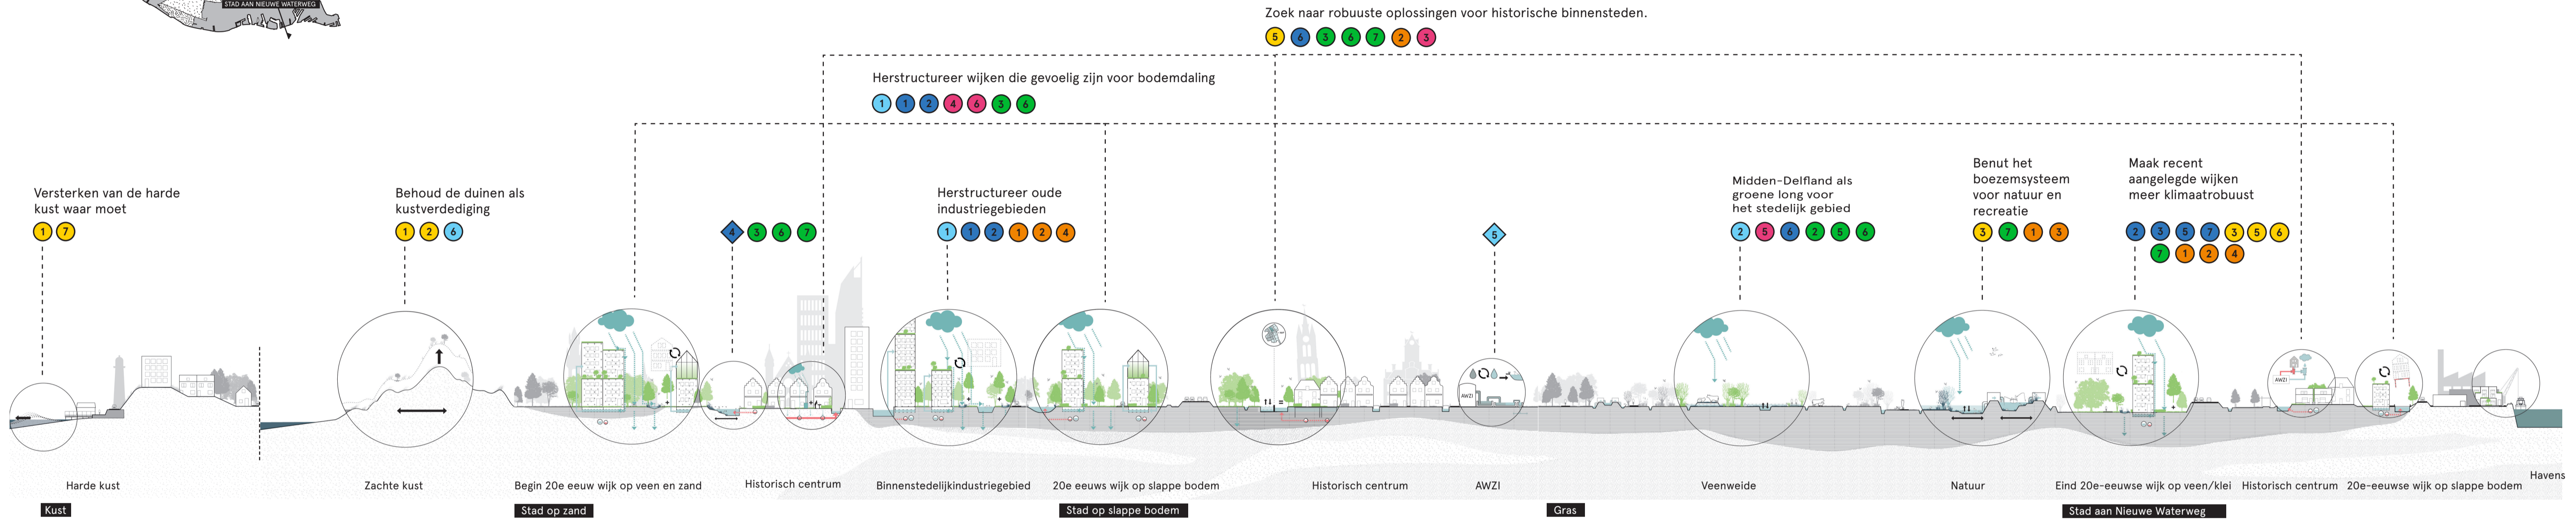 STAD AAN NIEUWE WATERWEG
Zoek naar robuuste oplossingen voor historische binnensteden.
5 6 3 6 7 2 3
Herstructureer wijken die gevoelig zijn voor bodemdaling
1 1 2 4 6 3 6
Versterken van de harde
kust waar moet
1 7
Behoud de duinen als
kustverdediging
1 2 6
4 3 6 7
Herstructureer oude
industriegebieden
1 1 2 1 2 4
5
Midden-Delfland als
groene long voor
het stedelijk gebied
2 5 6 2 5 6
Benut het
boezemsysteem
voor natuur en
recreatie
3 7 1 3
Maak recent
aangelegde wijken
meer klimaatrobuust
2 3 5 7 3 5 6
7 1 2 4
AWZI
AWZI
Harde kust
Zachte kust
Begin 20e eeuw wijk op veen en zand
Historisch centrum
Binnenstedelijkindustriegebied
20e eeuws wijk op slappe bodem
Historisch centrum
AWZI
Veenweide
Natuur
Eind 20e-eeuwse wijk op veen/klei
Historisch centrum
20e-eeuwse wijk op slappe bodem
Havens
Kust
Stad op zand
Stad op slappe bodem
Gras
Stad aan Nieuwe Waterweg